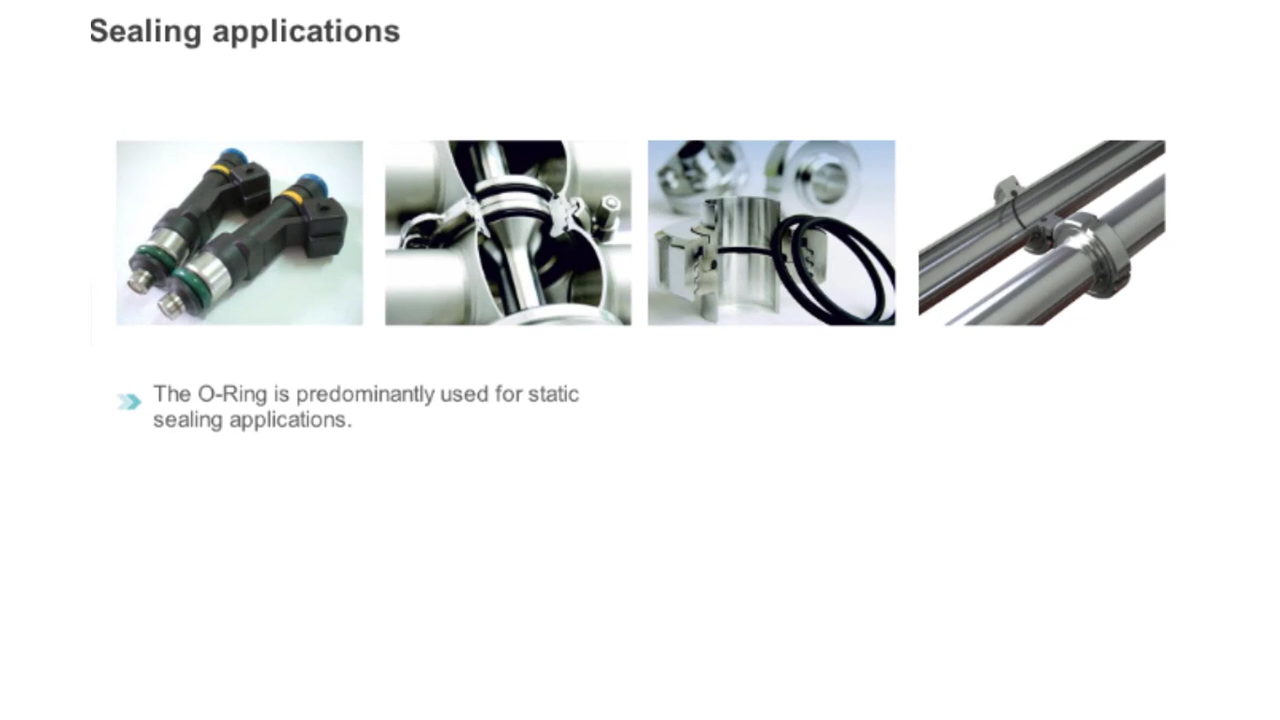 Sealing applications
The O-Ring is predominantly used for static
sealing applications.